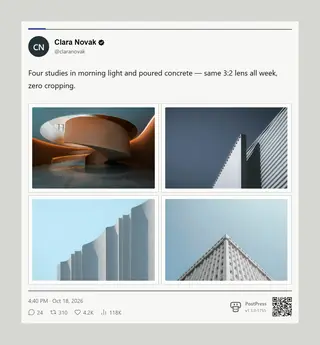 CN
Clara Novak
@claranovak
Four studies in morning light and poured concrete — same 3:2 lens all week,
zero cropping.
4:40 PM · Oct 18, 2026
24 310 4.2K 118K
PostPress